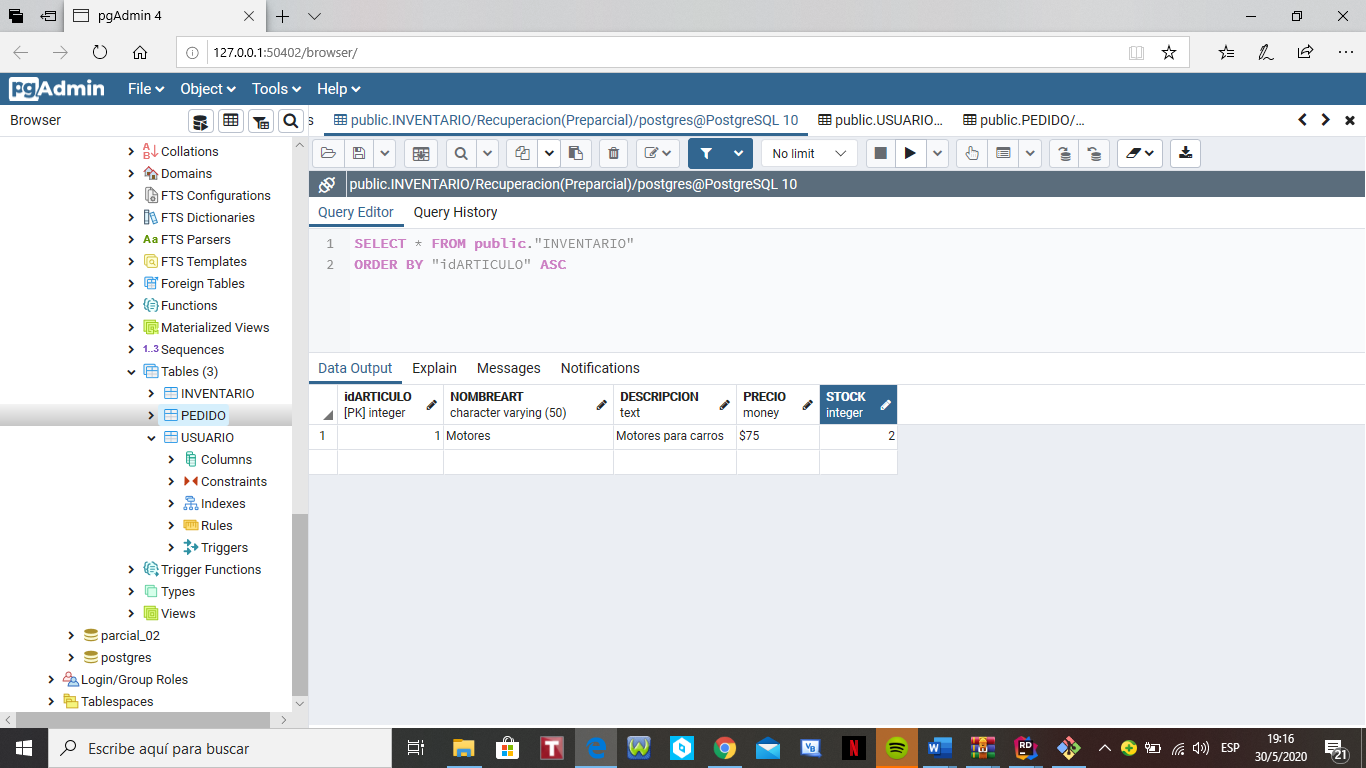 pgAdmin 4
127.0.0.1:50402/browser/
pgAdmin File Object Tools Help
Browser
s public.INVENTARIO/Recuperacion(Preparcial)/postgres@PostgreSQL 10 public.USUARIO... public.PEDIDO/...
No limit
public.INVENTARIO/Recuperacion(Preparcial)/postgres@PostgreSQL 10
Query Editor Query History
1 SELECT * FROM public."INVENTARIO"
2 ORDER BY "idARTICULO" ASC
Data Output Explain Messages Notifications
idARTICULO NOMBREART DESCRIPCION PRECIO STOCK
[PK] integer character varying (50) text money integer
1 1 Motores Motores para carros $75 2
Collations
Domains
FTS Configurations
FTS Dictionaries
Aa FTS Parsers
FTS Templates
Foreign Tables
Functions
Materialized Views
1..3 Sequences
Tables (3)
INVENTARIO
PEDIDO
USUARIO
Columns
Constraints
Indexes
Rules
Triggers
Trigger Functions
Types
Views
parcial_02
postgres
Login/Group Roles
Tablespaces
Escribe aquí para buscar
ESP
19:16
30/5/2020
21